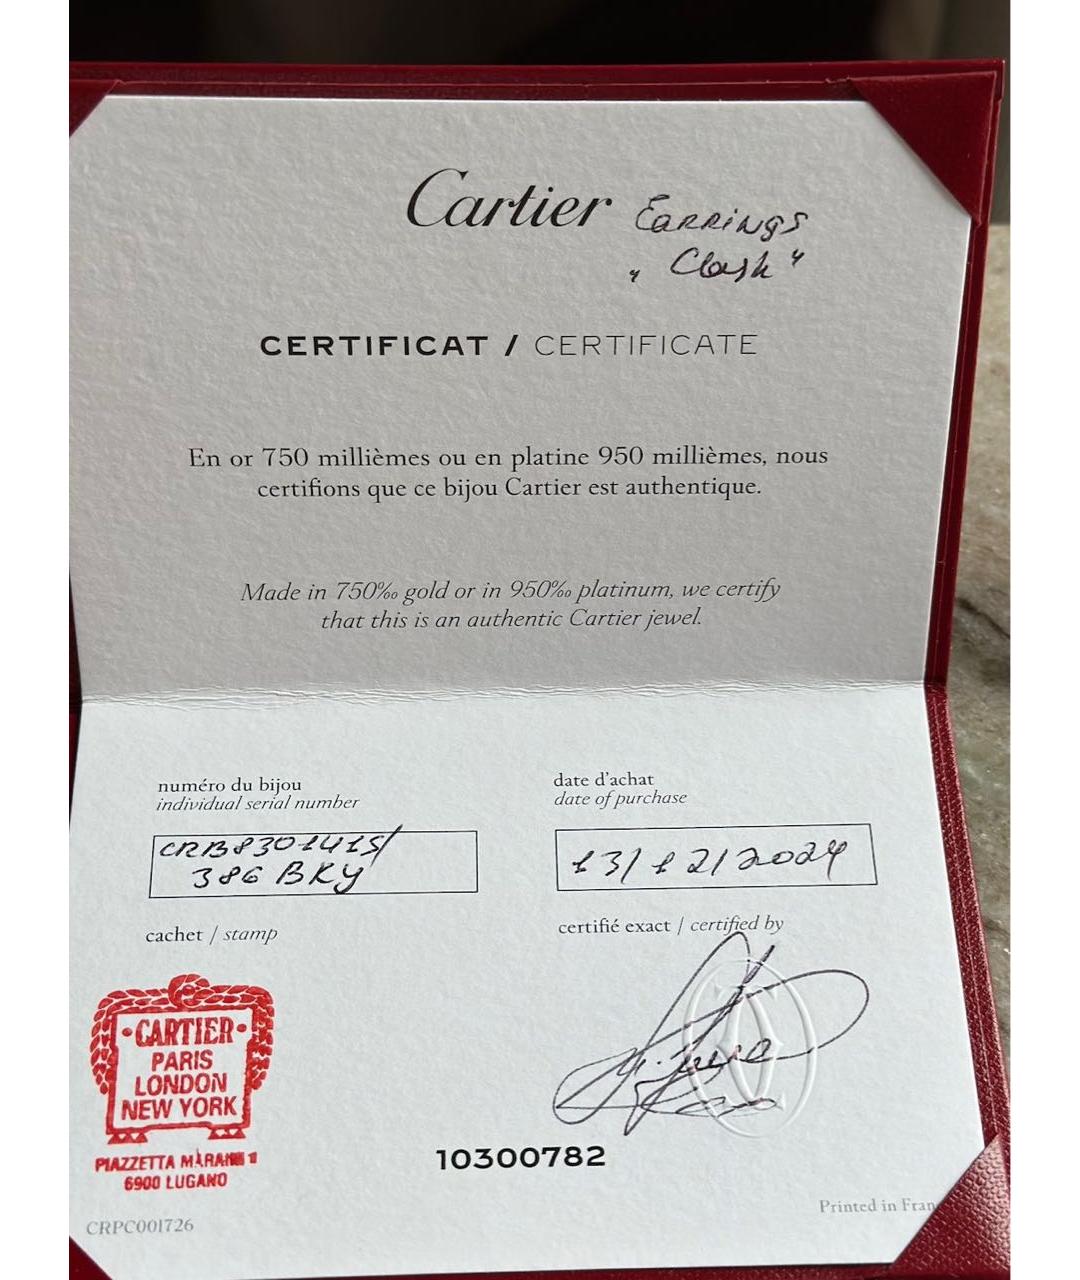 Cartier Earrings
"Clash"
CERTIFICAT / CERTIFICATE
En or 750 millièmes ou en platine 950 millièmes, nous
certifions que ce bijou Cartier est authentique.
Made in 750‰ gold or in 950‰ platinum, we certify
that this is an authentic Cartier jewel.
numéro du bijou
individual serial number
CRB8301415/
386 BKY
date d'achat
date of purchase
13/12/2024
cachet / stamp
certifié exact / certified by
·CARTIER·
PARIS
LONDON
NEW YORK
PIAZZETTA MARAINI 1
6900 LUGANO
10300782
CRPC001726
Printed in Fran